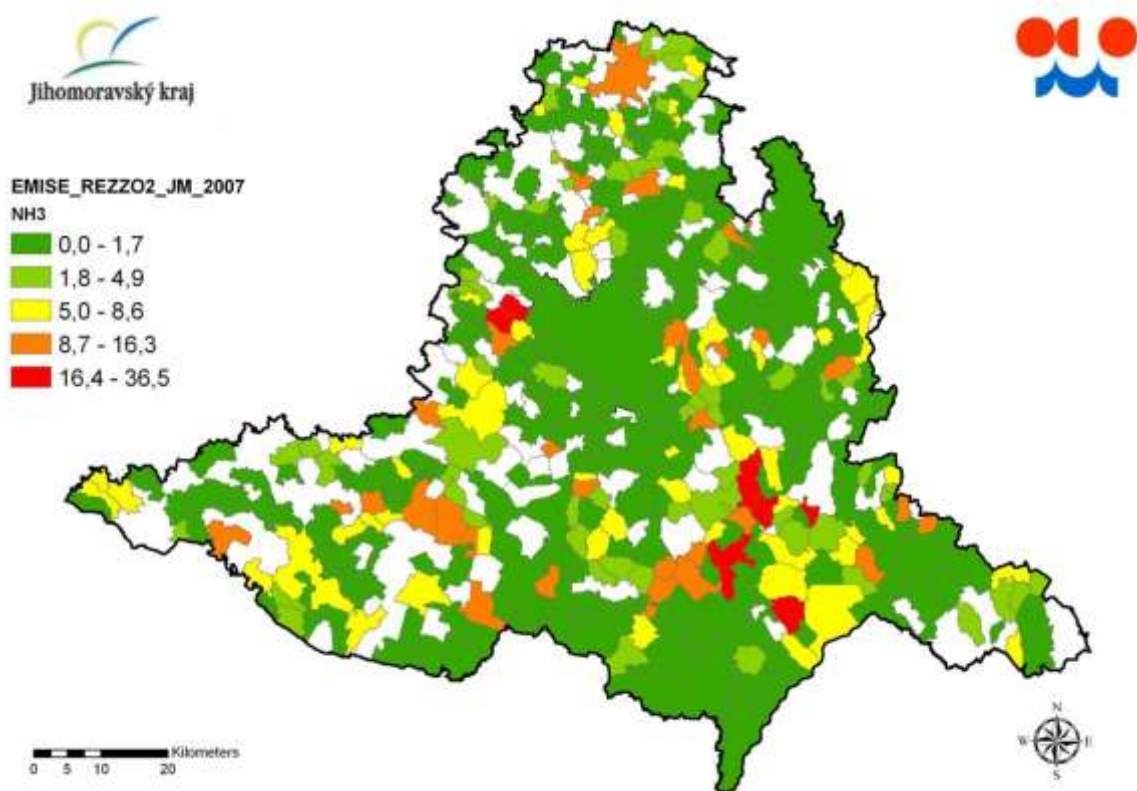 Jihomoravský kraj
EMISE_REZZO2_JM_2007
NH3
0,0 - 1,7
1,8 - 4,9
5,0 - 8,6
8,7 - 16,3
16,4 - 36,5
Kilometers
0 5 10 20
N
W E
S